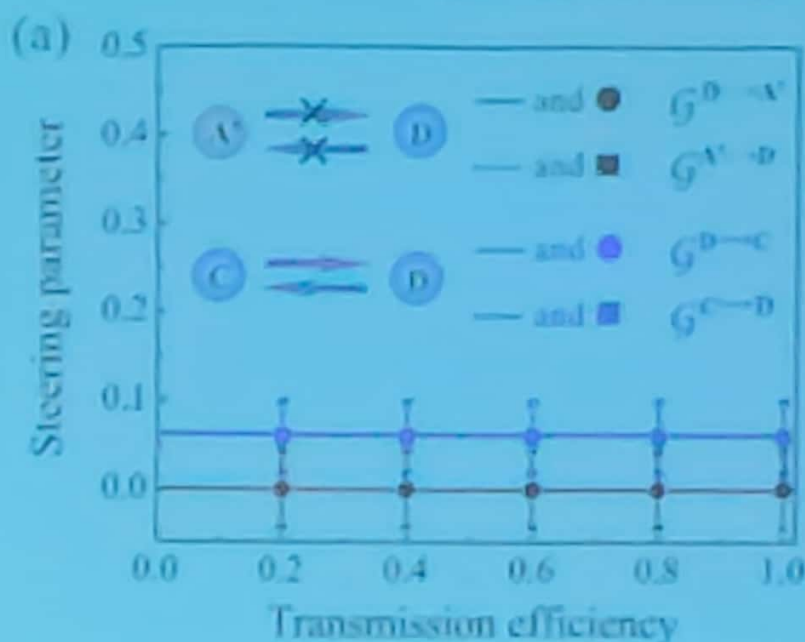 (a)
0.5
0.4
0.3
0.2
0.1
0.0
Steering parameter
A' D
C D
and G^{D→A'}
and G^{A'→D}
and G^{D→C}
and G^{C→D}
0.0 0.2 0.4 0.6 0.8 1.0
Transmission efficiency